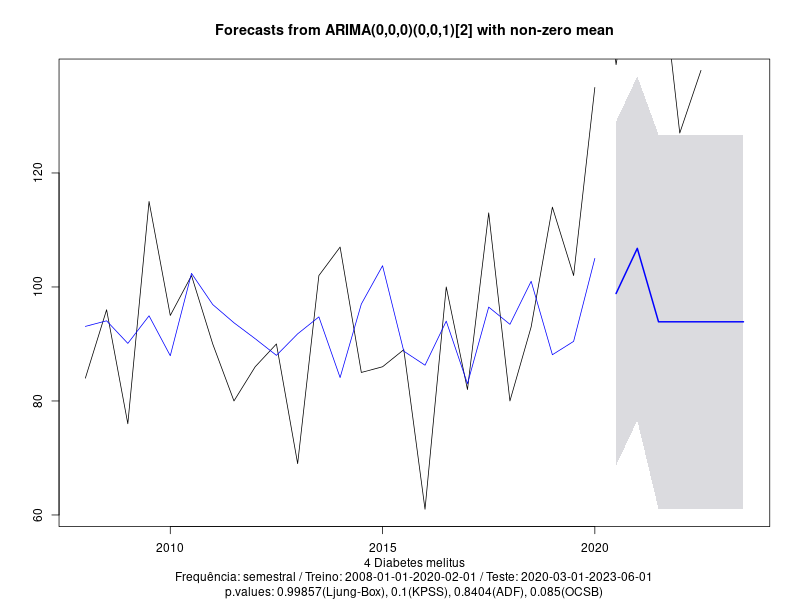 Forecasts from ARIMA(0,0,0)(0,0,1)[2] with non-zero mean
120
100
80
60
2010
2015
2020
4 Diabetes melitus
Frequência: semestral / Treino: 2008-01-01-2020-02-01 / Teste: 2020-03-01-2023-06-01
p.values: 0.99857(Ljung-Box), 0.1(KPSS), 0.8404(ADF), 0.085(OCSB)